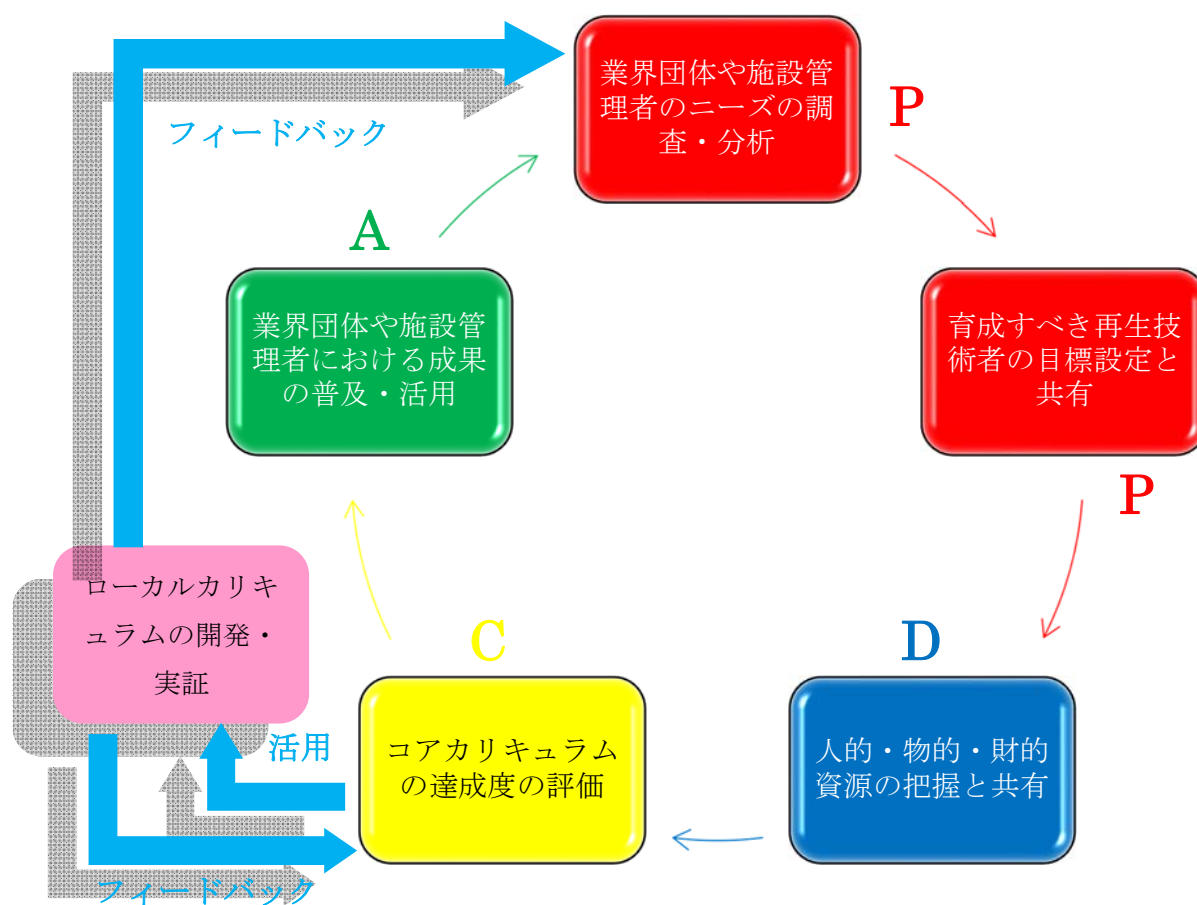 業界団体や施設管
理者のニーズの調
査・分析
P
フィードバック
A
業界団体や施設管
理者における成果
の普及・活用
育成すべき再生技
術者の目標設定と
共有
P
ローカルカリキ
ュラムの開発・
実証
C
D
活用
コアカリキュラム
の達成度の評価
人的・物的・財的
資源の把握と共有
フィードバック